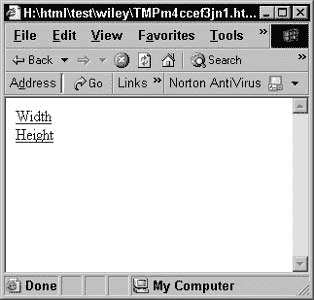 H:\html\test\wiley\TMPm4ccef3jn1.ht...
File Edit View Favorites Tools »
Back » Search »
Address Go Links » Norton AntiVirus
Width
Height
Done My Computer